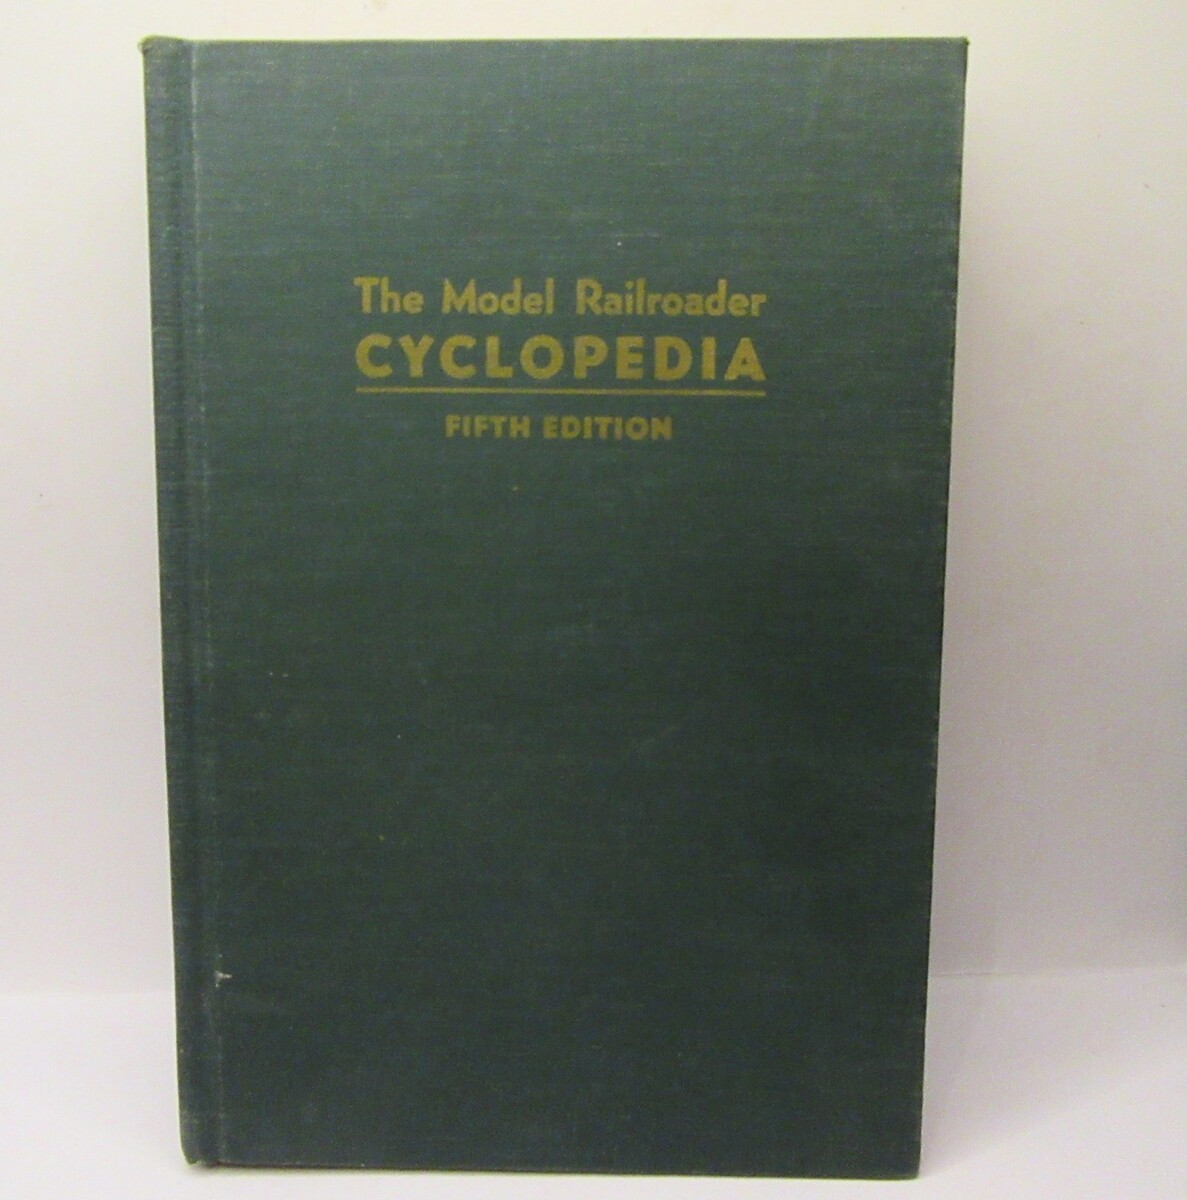 The Model Railroader
CYCLOPEDIA
FIFTH EDITION